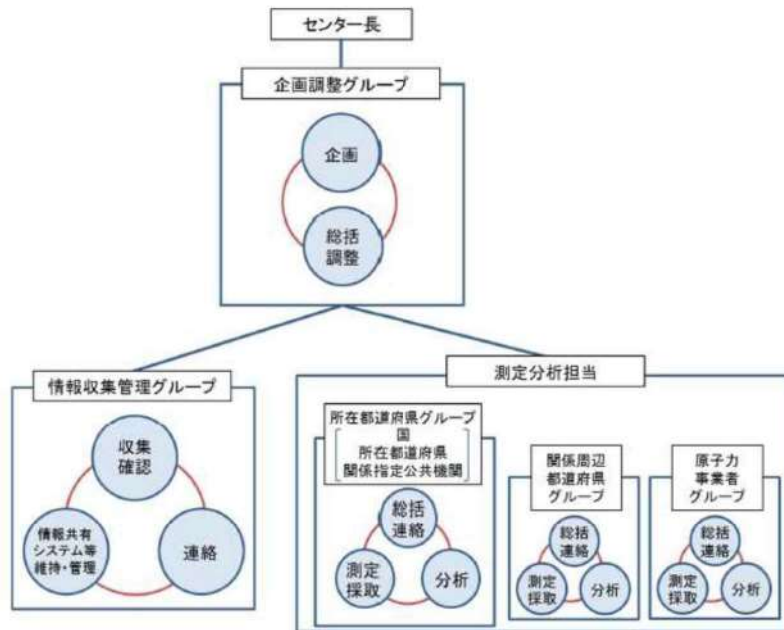 センター長
企画調整グループ
企画
総括
調整
情報収集管理グループ
収集
確認
情報共有
システム等
維持・管理
連絡
測定分析担当
所在都道府県グループ
国
所在都道府県
関係指定公共機関
総括
連絡
測定
採取
分析
関係周辺
都道府県
グループ
総括
連絡
測定
採取
分析
原子力
事業者
グループ
総括
連絡
測定
採取
分析